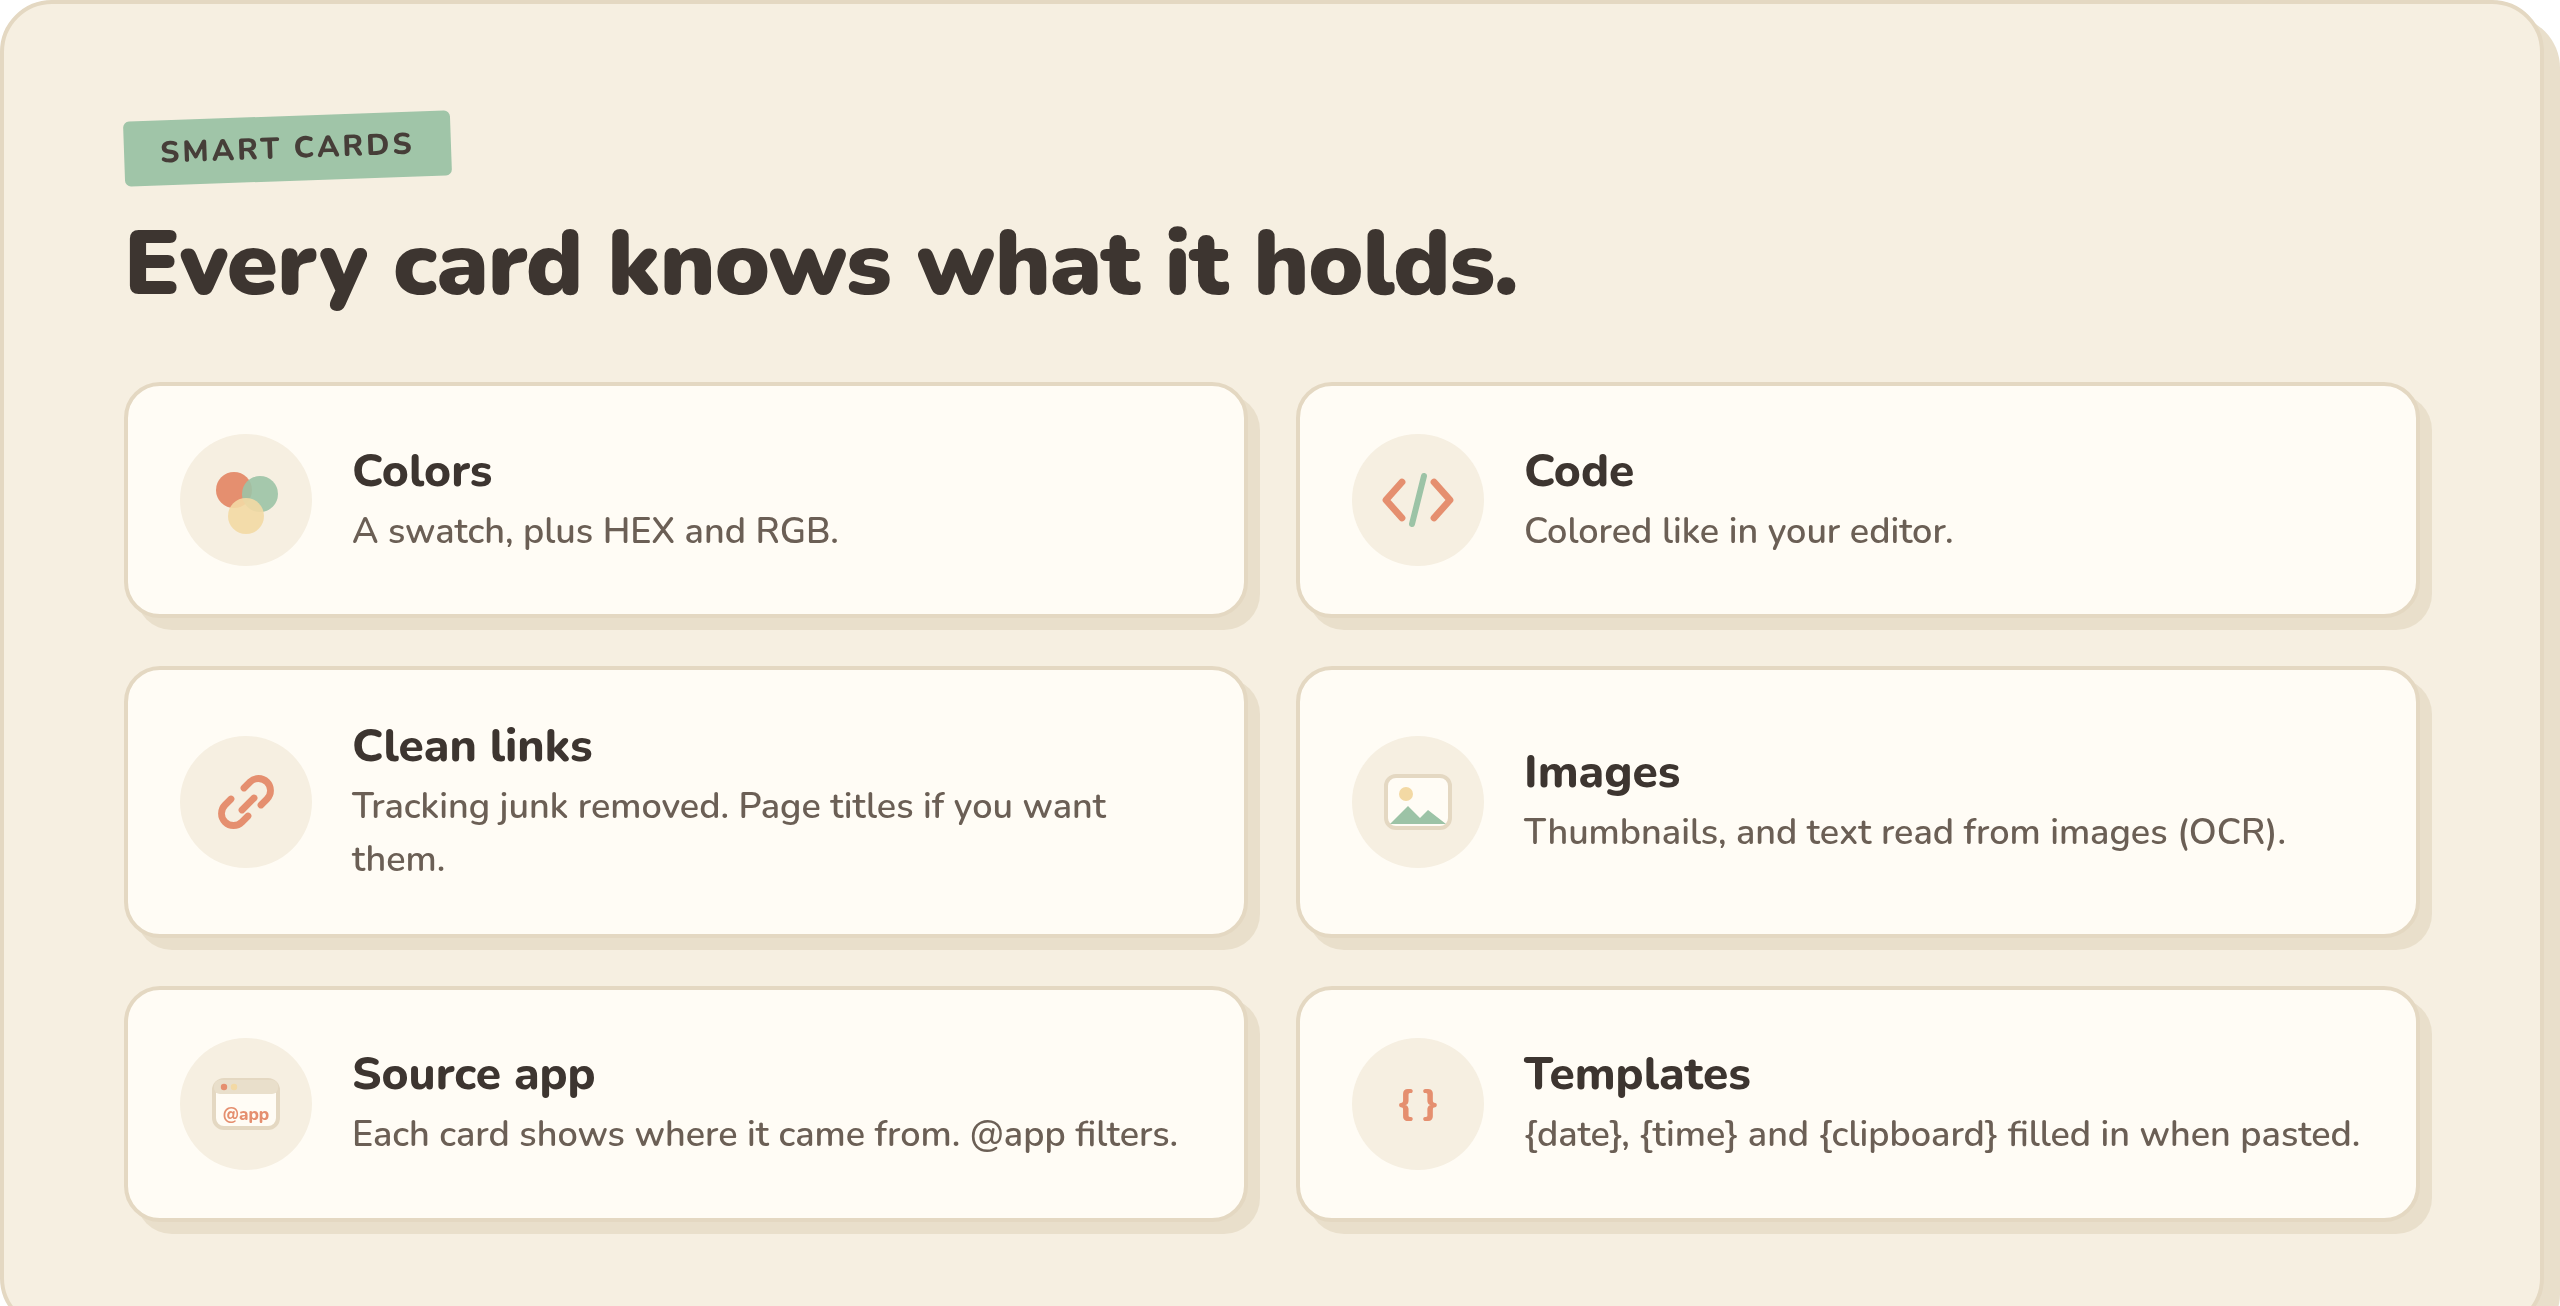 SMART CARDS
Every card knows what it holds.
Colors
A swatch, plus HEX and RGB.
Code
Colored like in your editor.
Clean links
Tracking junk removed. Page titles if you want
them.
Images
Thumbnails, and text read from images (OCR).
@app
Source app
Each card shows where it came from. @app filters.
{ }
Templates
{date}, {time} and {clipboard} filled in when pasted.